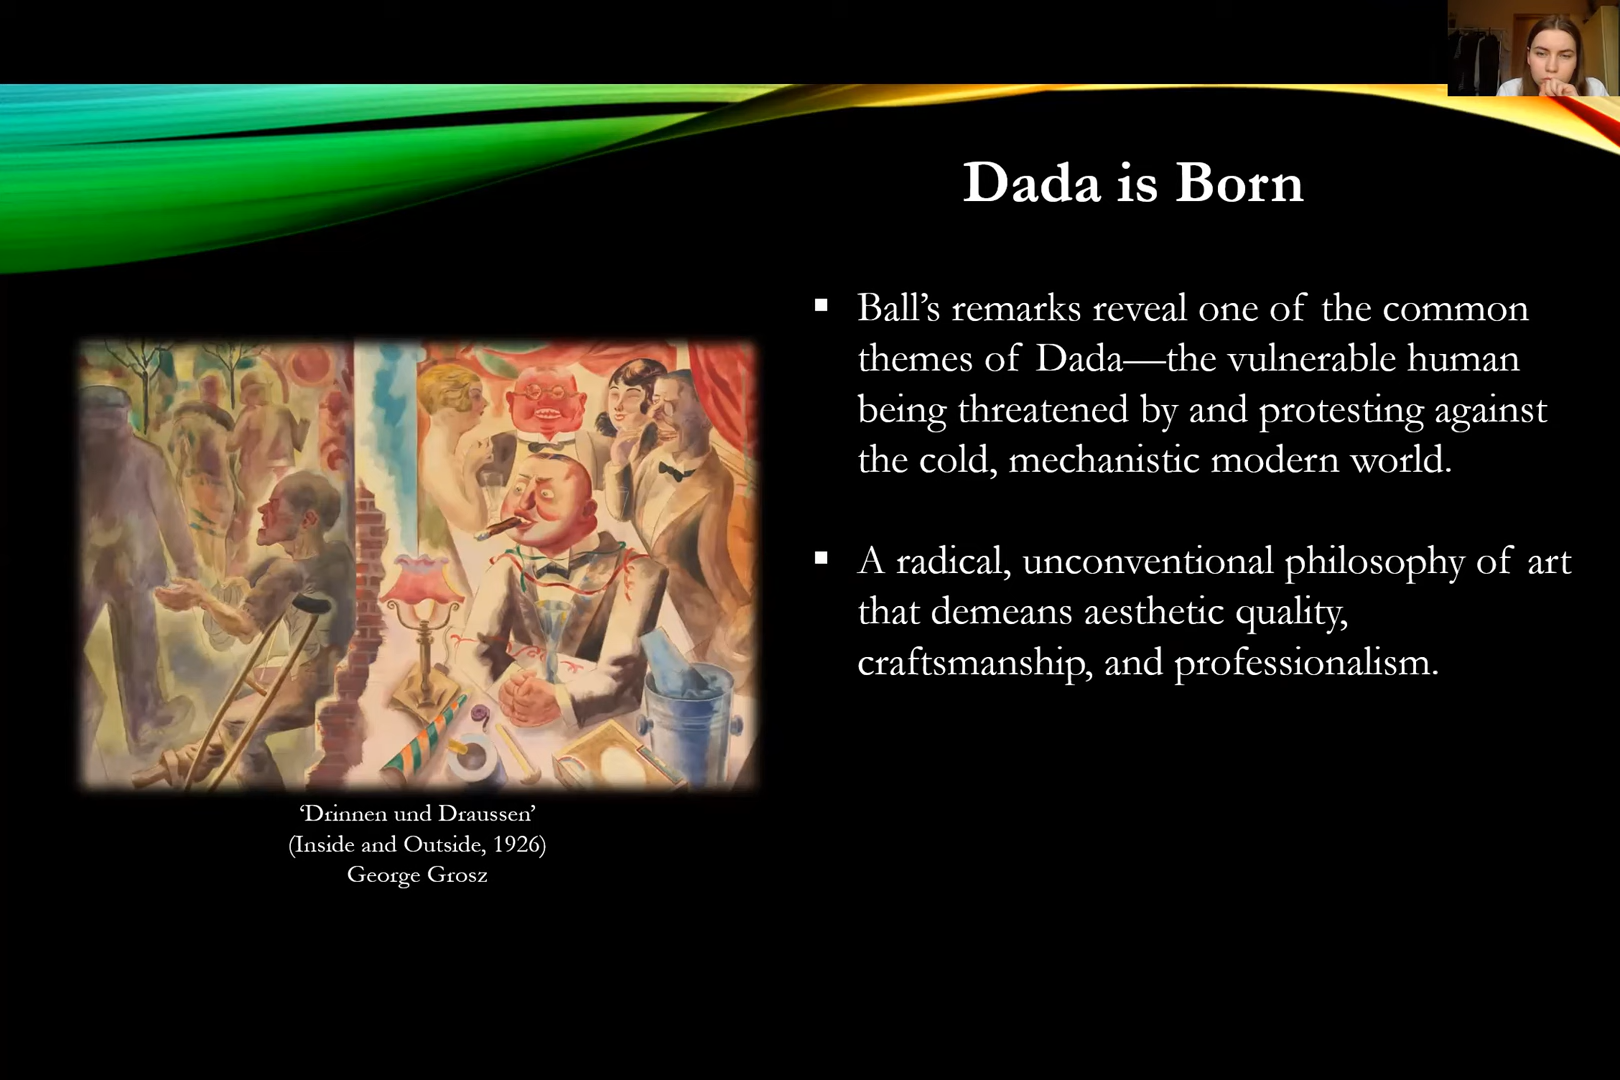 Dada is Born
▪ Ball’s remarks reveal one of the common
themes of Dada—the vulnerable human
being threatened by and protesting against
the cold, mechanistic modern world.
▪ A radical, unconventional philosophy of art
that demeans aesthetic quality,
craftsmanship, and professionalism.
‘Drinnen und Draussen’
(Inside and Outside, 1926)
George Grosz